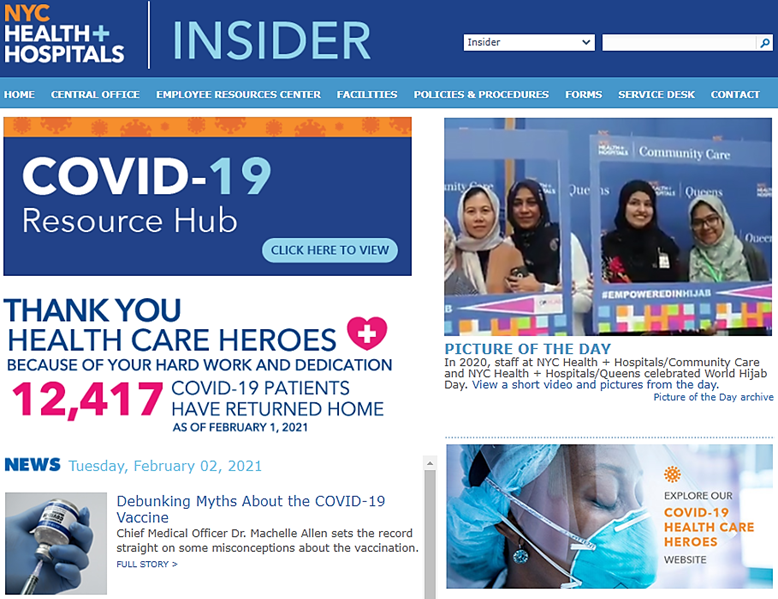 NYC
HEALTH+
HOSPITALS
INSIDER
Insider
HOME CENTRAL OFFICE EMPLOYEE RESOURCES CENTER FACILITIES POLICIES & PROCEDURES FORMS SERVICE DESK CONTACT
COVID-19
Resource Hub
CLICK HERE TO VIEW
THANK YOU
HEALTH CARE HEROES
BECAUSE OF YOUR HARD WORK AND DEDICATION
12,417 COVID-19 PATIENTS
HAVE RETURNED HOME
AS OF FEBRUARY 1, 2021
NEWS Tuesday, February 02, 2021
Debunking Myths About the COVID-19
Vaccine
Chief Medical Officer Dr. Machelle Allen sets the record
straight on some misconceptions about the vaccination.
FULL STORY >
HOSPITALS Community Care
Queens
#EMPOWEREDINHIJAB
PICTURE OF THE DAY
In 2020, staff at NYC Health + Hospitals/Community Care
and NYC Health + Hospitals/Queens celebrated World Hijab
Day. View a short video and pictures from the day.
Picture of the Day archive
EXPLORE OUR
COVID-19
HEALTH CARE
HEROES
WEBSITE